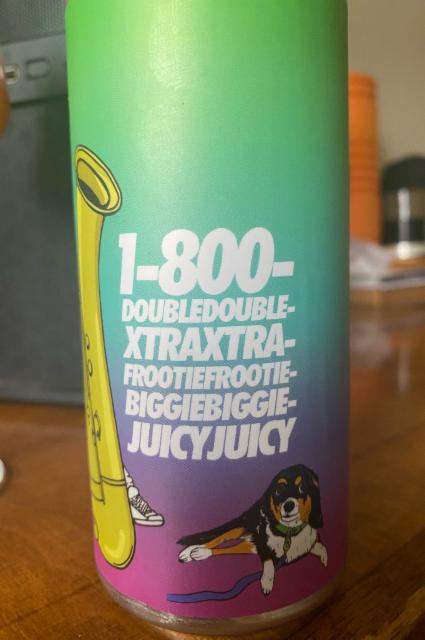 1-800-
DOUBLEDOUBLE-
XTRAXTRA-
FROOTIEFROOTIE-
BIGGIEBIGGIE-
JUICYJUICY